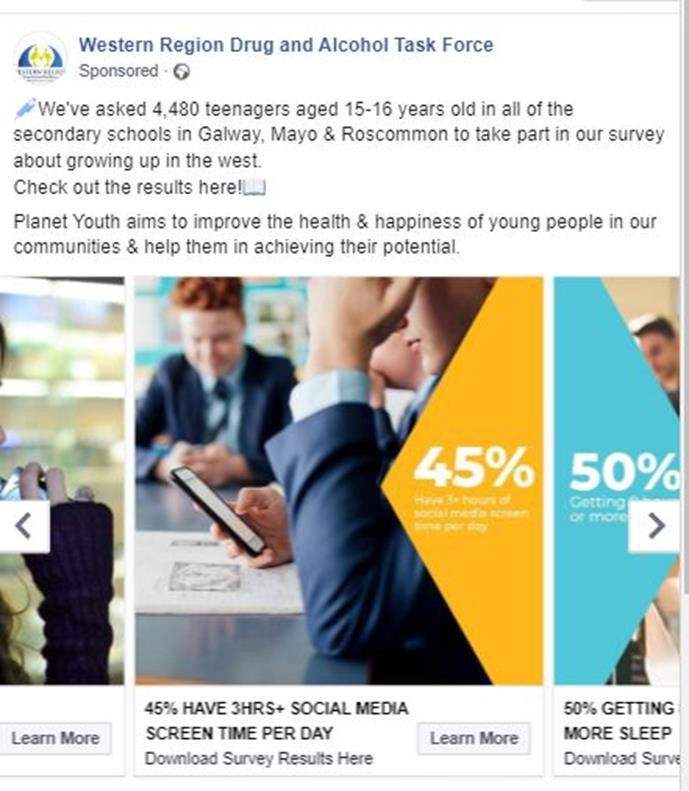 Western Region Drug and Alcohol Task Force
Sponsored ·
We've asked 4,480 teenagers aged 15-16 years old in all of the
secondary schools in Galway, Mayo & Roscommon to take part in our survey
about growing up in the west.
Check out the results here!
Planet Youth aims to improve the health & happiness of young people in our
communities & help them in achieving their potential.
45%
Have 3+ hours of
social media screen
time per day
50%
Getting
or more
Learn More
45% HAVE 3HRS+ SOCIAL MEDIA
SCREEN TIME PER DAY
Download Survey Results Here
Learn More
50% GETTING
MORE SLEEP
Download Surve